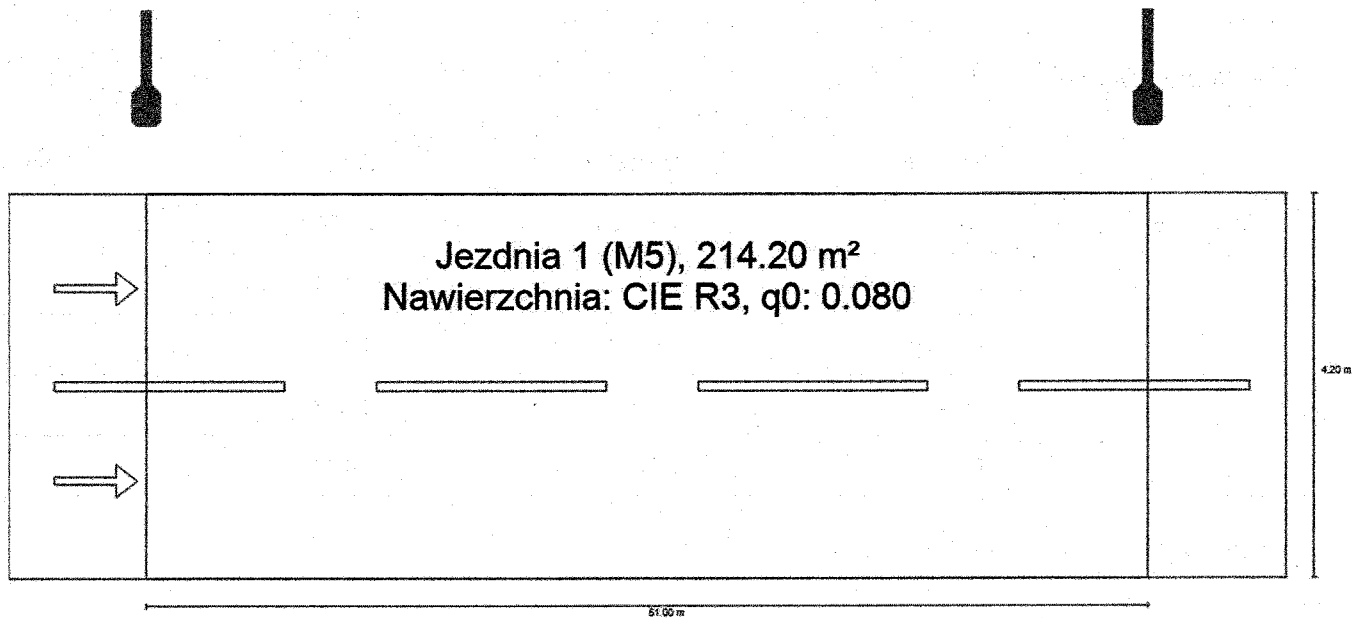 Jezdnia 1 (M5), 214.20 m²
Nawierzchnia: CIE R3, q0: 0.080
4.20 m
51.00 m